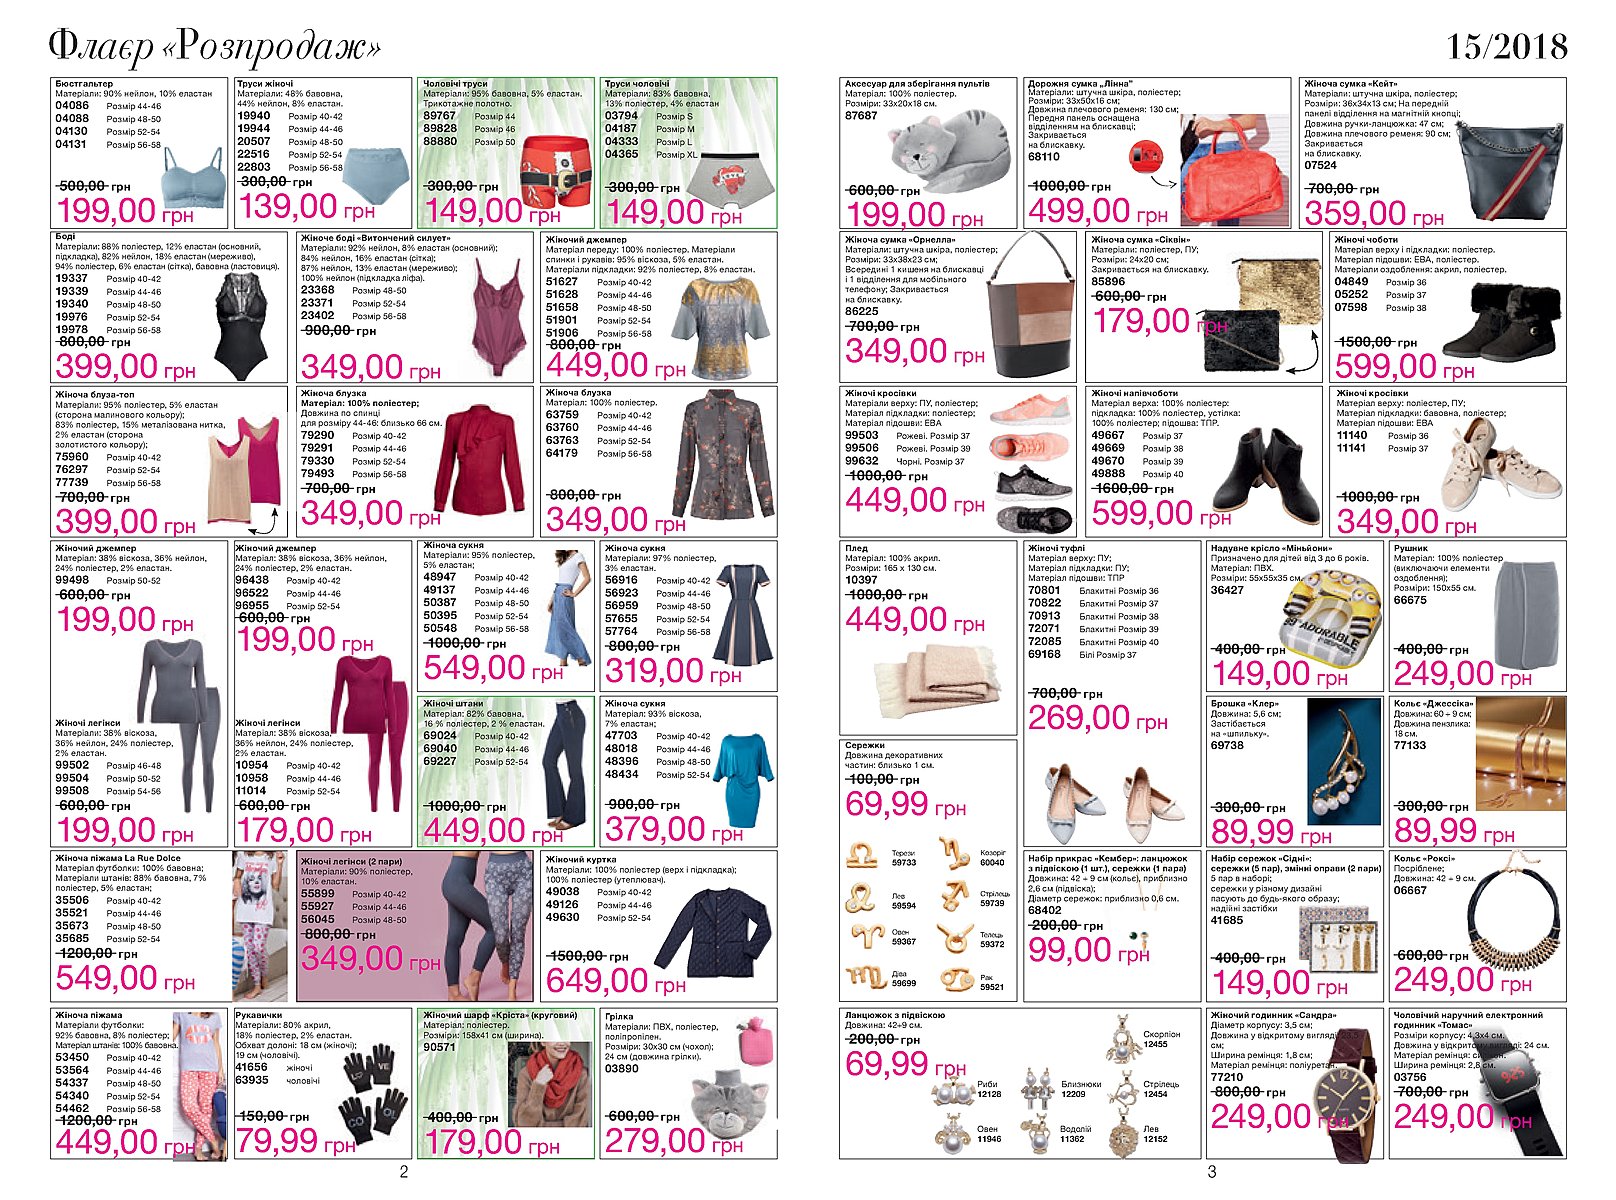 Флаєр «Розпродаж»
15/2018
Бюстгальтер
Матеріали: 90% нейлон, 10% еластан
04086 Розмір 44-46
04088 Розмір 48-50
04130 Розмір 52-54
04131 Розмір 56-58
500,00 грн
199,00 грн
Труси жіночі
Матеріали: 48% бавовна,
44% нейлон, 8% еластан.
19940 Розмір 40-42
19944 Розмір 44-46
20507 Розмір 48-50
22516 Розмір 52-54
22803 Розмір 56-58
300,00 грн
139,00 грн
Чоловічі труси
Матеріали: 95% бавовна, 5% еластан.
Трикотажне полотно.
89767 Розмір 44
89828 Розмір 46
88880 Розмір 50
300,00 грн
149,00 грн
Труси чоловічі
Матеріали: 83% бавовна,
13% поліестер, 4% еластан
03794 Розмір S
04187 Розмір M
04333 Розмір L
04365 Розмір XL
300,00 грн
149,00 грн
Боді
Матеріали: 88% поліестер, 12% еластан (основний,
підкладка), 82% нейлон, 18% еластан (мереживо),
94% поліестер, 6% еластан (сітка), бавовна (ластовиця).
19337 Розмір 40-42
19339 Розмір 44-46
19340 Розмір 48-50
19976 Розмір 52-54
19978 Розмір 56-58
800,00 грн
399,00 грн
Жіноче боді «Витончений силует»
Матеріали: 92% нейлон, 8% еластан (основний);
84% нейлон, 16% еластан (сітка);
87% нейлон, 13% еластан (мереживо);
100% нейлон (підкладка ліфа).
23368 Розмір 48-50
23371 Розмір 52-54
23402 Розмір 56-58
900,00 грн
349,00 грн
Жіночий джемпер
Матеріал переду: 100% поліестер. Матеріали
спинки і рукавів: 95% віскоза, 5% еластан.
Матеріали підкладки: 92% поліестер, 8% еластан.
51627 Розмір 40-42
51628 Розмір 44-46
51658 Розмір 48-50
51901 Розмір 52-54
51906 Розмір 56-58
800,00 грн
449,00 грн
Жіноча блуза-топ
Матеріали: 95% поліестер, 5% еластан
(сторона малинового кольору);
83% поліестер, 15% металізована нитка,
2% еластан (сторона
золотистого кольору);
75960 Розмір 40-42
76297 Розмір 52-54
77739 Розмір 56-58
700,00 грн
399,00 грн
Жіноча блузка
Матеріал: 100% поліестер;
Довжина по спинці
для розміру 44-46: близько 66 см.
79290 Розмір 40-42
79291 Розмір 44-46
79330 Розмір 52-54
79493 Розмір 56-58
700,00 грн
349,00 грн
Жіноча блузка
Матеріал: 100% поліестер.
63759 Розмір 40-42
63760 Розмір 44-46
63763 Розмір 52-54
64179 Розмір 56-58
800,00 грн
349,00 грн
Жіночий джемпер
Матеріал: 38% віскоза, 36% нейлон,
24% поліестер, 2% еластан.
99498 Розмір 50-52
600,00 грн
199,00 грн
Жіночі легінси
Матеріали: 38% віскоза,
36% нейлон, 24% поліестер,
2% еластан.
99502 Розмір 46-48
99504 Розмір 50-52
99508 Розмір 54-56
600,00 грн
199,00 грн
Жіночий джемпер
Матеріал: 38% віскоза, 36% нейлон,
24% поліестер, 2% еластан.
96438 Розмір 40-42
96522 Розмір 44-46
96955 Розмір 52-54
600,00 грн
199,00 грн
Жіночі легінси
Матеріал: 38% віскоза,
36% нейлон, 24% поліестер,
2% еластан.
10954 Розмір 40-42
10958 Розмір 44-46
11014 Розмір 52-54
600,00 грн
179,00 грн
Жіноча сукня
Матеріал: 95% поліестер,
5% еластан;
48947 Розмір 40-42
49137 Розмір 44-46
50387 Розмір 48-50
50395 Розмір 52-54
50548 Розмір 56-58
1000,00 грн
549,00 грн
Жіноча сукня
Матеріали: 97% поліестер,
3% еластан.
56916 Розмір 40-42
56923 Розмір 44-46
56959 Розмір 48-50
57655 Розмір 52-54
57764 Розмір 56-58
800,00 грн
319,00 грн
Жіночі штани
Матеріал: 82% бавовна,
16 % поліестер, 2 % еластан.
69024 Розмір 40-42
69040 Розмір 44-46
69227 Розмір 52-54
1000,00 грн
449,00 грн
Жіноча сукня
Матеріал: 93% віскоза,
7% еластан;
47703 Розмір 40-42
48018 Розмір 44-46
48396 Розмір 48-50
48434 Розмір 52-54
900,00 грн
379,00 грн
Жіноча піжама La Rue Dolce
Матеріал футболки: 100% бавовна;
Матеріали штанів: 88% бавовна, 7%
поліестер, 5% еластан;
35506 Розмір 40-42
35521 Розмір 44-46
35673 Розмір 48-50
35685 Розмір 52-54
1200,00 грн
549,00 грн
Жіночі легінси (2 пари)
Матеріали: 90% поліестер,
10% еластан.
55899 Розмір 40-42
55927 Розмір 44-46
56045 Розмір 48-50
800,00 грн
349,00 грн
Жіночий куртка
Матеріали: 100% поліестер (верх і підкладка);
100% поліестер (утеплювач).
49038 Розмір 40-42
49126 Розмір 44-46
49630 Розмір 52-54
1500,00 грн
649,00 грн
Жіноча піжама
Матеріали футболки:
92% бавовна, 8% поліестер;
Матеріал штанів: 100% бавовна.
53450 Розмір 40-42
53564 Розмір 44-46
54337 Розмір 48-50
54340 Розмір 52-54
54462 Розмір 56-58
1200,00 грн
449,00 грн
Рукавички
Матеріали: 80% акрил,
18% поліестер, 2% еластан.
Обхват долоні: 18 см (жіночі);
19 см (чоловічі).
41656 жіночі
63935 чоловічі
150,00 грн
79,99 грн
Жіночий шарф «Кріста» (круговий)
Матеріал: поліестер.
Розміри: 158х41 см (ширина).
90571
400,00 грн
179,00 грн
Грілка
Матеріали: ПВХ, поліестер,
поліпропілен.
Розміри: 30х30 см (чохол);
24 см (довжина грілки).
03890
600,00 грн
279,00 грн
2
Аксесуар для зберігання пультів
Матеріал: 100% поліестер.
Розміри: 33х20х18 см.
87687
600,00 грн
199,00 грн
Дорожня сумка „Лінна"
Матеріали: штучна шкіра, поліестер;
Розміри: 33х50х16 см;
Довжина плечового ременя: 130 см;
Передня панель оснащена
відділенням на блискавці;
Закривається
на блискавку.
68110
1000,00 грн
499,00 грн
Жіноча сумка «Кейт»
Матеріали: штучна шкіра, поліестер;
Розміри: 36х34х13 см; На передній
панелі відділення на магнітній кнопці;
Довжина ручки-ланцюжка: 47 см;
Довжина плечового ременя: 90 см;
Закривається
на блискавку.
07524
700,00 грн
359,00 грн
Жіноча сумка «Орнелла»
Матеріали: штучна шкіра, поліестер;
Розміри: 33х38х23 см;
Всередині 1 кишеня на блискавці
і 1 відділення для мобільного
телефону; Закривається
на блискавку.
86225
700,00 грн
349,00 грн
Жіноча сумка «Сіквін»
Матеріали: поліестер, ПУ;
Розміри: 24х20 см;
Закривається на блискавку.
85896
600,00 грн
179,00 грн
Жіночі чоботи
Матеріал верху і підкладки: поліестер.
Матеріал підошви: ЕВА, поліестер.
Матеріали оздоблення: акрил, поліестер.
04849 Розмір 36
05252 Розмір 37
07598 Розмір 38
1500,00 грн
599,00 грн
Жіночі кросівки
Матеріали верху: ПУ, поліестер;
Матеріал підкладки: поліестер;
Матеріал підошви: ЕВА
99503 Рожеві. Розмір 37
99506 Рожеві. Розмір 39
99632 Чорні. Розмір 37
1000,00 грн
449,00 грн
Жіночі напівчоботи
Матеріал верха: 100% поліестер:
підкладка: 100% поліестер, устілка:
100% поліестер; підошва: ТПР.
49667 Розмір 37
49669 Розмір 38
49670 Розмір 39
49888 Розмір 40
1600,00 грн
599,00 грн
Жіночі кросівки
Матеріал верху: поліестер, ПУ;
Матеріал підкладки: бавовна, поліестер;
Матеріал підошви: ЕВА
11140 Розмір 36
11141 Розмір 37
1000,00 грн
349,00 грн
Плед
Матеріал: 100% акрил.
Розміри: 165 х 130 см.
10397
1000,00 грн
449,00 грн
Жіночі туфлі
Матеріал верху: ПУ;
Матеріал підкладки: ПУ;
Матеріал підошви: ТПР
70801 Блакитні Розмір 36
70822 Блакитні Розмір 37
70913 Блакитні Розмір 38
72071 Блакитні Розмір 39
72085 Блакитні Розмір 40
69168 Білі Розмір 37
700,00 грн
269,00 грн
Надувне крісло «Міньйони»
Призначено для дітей від 3 до 6 років.
Матеріал: ПВХ.
Розміри: 55х55х35 см.
36427
ADORABLE
400,00 грн
149,00 грн
Рушник
Матеріал: 100% поліестер
(виключаючи елементи
оздоблення);
Розміри: 150х55 см.
66675
400,00 грн
249,00 грн
Сережки
Довжина декоративних
частин: близько 1 см.
100,00 грн
69,99 грн
Терези
59733
Козоріг
60040
Лев
59594
Стрілець
59739
Овен
59367
Телець
59372
Діва
59699
Рак
59521
Брошка «Клер»
Довжина: 5,6 см;
Застібається
на «шпильку».
69738
300,00 грн
89,99 грн
Кольє «Джессіка»
Довжина: 60 ÷ 9 см;
Довжина пензлика:
18 см.
77133
300,00 грн
89,99 грн
Набір прикрас «Кембер»: ланцюжок
з підвіскою (1 шт.), сережки (1 пара)
Довжина: 42 ÷ 9 см (кольє), приблизно
2,6 см (підвіска);
Діаметр сережок: приблизно 0,6 см.
68402
200,00 грн
99,00 грн
Набір сережок «Сідні»:
сережки (5 пар), змінні оправи (2 пари)
5 пар в наборі;
сережки у різному дизайні
пасують до будь-якого образу;
надійні застібки
41685
400,00 грн
149,00 грн
Кольє «Роксі»
Посріблене;
Довжина: 42 ÷ 9 см.
06667
600,00 грн
249,00 грн
Ланцюжок з підвіскою
Довжина: 42÷9 см.
200,00 грн
69,99 грн
Скорпіон
12455
Риби
12128
Близнюки
12209
Стрілець
12454
Овен
11946
Водолій
11362
Лев
12152
Жіночий годинник «Сандра»
Діаметр корпусу: 3,5 см;
Довжина у відкритому вигляді:
см;
Ширина ремінця: 1,8 см;
Матеріал ремінця: поліуретан.
77210
800,00 грн
249,00 грн
Чоловічий наручний електронний
годинник «Томас»
Розміри корпусу: 4,3х4 см.
Довжина у відкритому вигляді: 24 см.
Матеріал ремінця: силікон.
Ширина ремінця: 2,8 см.
03756
700,00 грн
249,00 грн
3